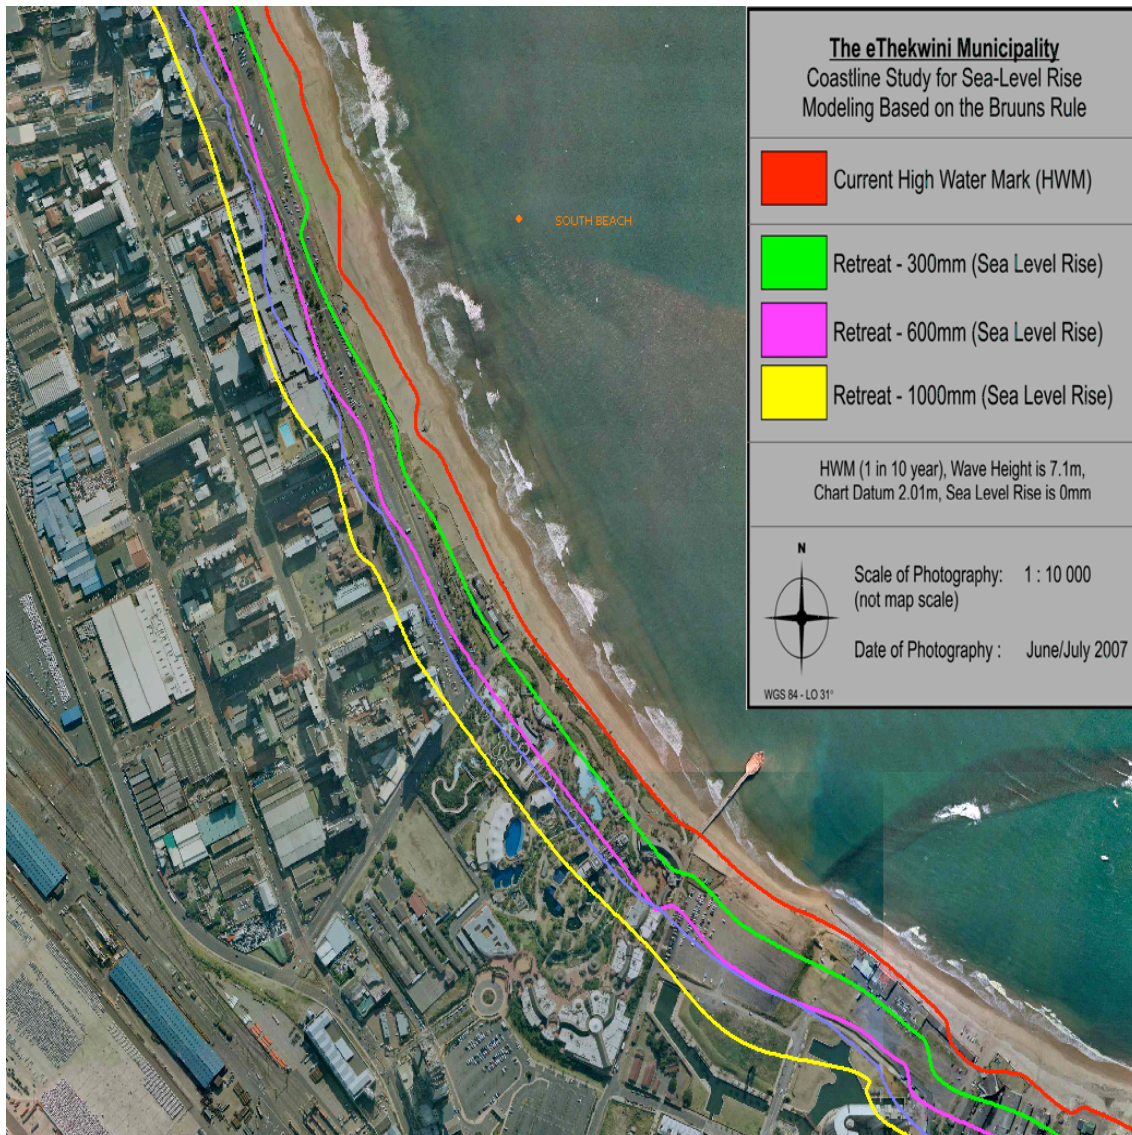 The eThekwini Municipality
Coastline Study for Sea-Level Rise
Modeling Based on the Bruuns Rule
Current High Water Mark (HWM)
SOUTH BEACH
Retreat - 300mm (Sea Level Rise)
Retreat - 600mm (Sea Level Rise)
Retreat - 1000mm (Sea Level Rise)
HWM (1 in 10 year), Wave Height is 7.1m,
Chart Datum 2.01m, Sea Level Rise is 0mm
N
Scale of Photography: 1 : 10 000
(not map scale)
Date of Photography : June/July 2007
WGS 84 - LO 31°